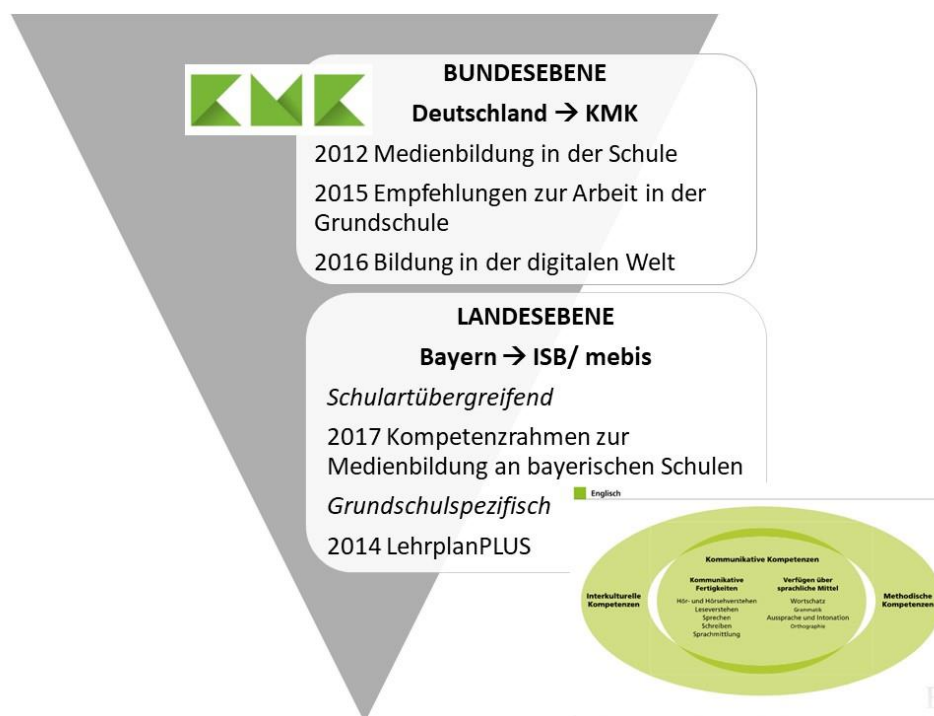 KMK
BUNDESEBENE
Deutschland → KMK
2012 Medienbildung in der Schule
2015 Empfehlungen zur Arbeit in der
Grundschule
2016 Bildung in der digitalen Welt
LANDESEBENE
Bayern → ISB/ mebis
Schulartübergreifend
2017 Kompetenzrahmen zur
Medienbildung an bayerischen Schulen
Grundschulspezifisch
2014 LehrplanPLUS
Englisch
Kommunikative Kompetenzen
Kommunikative
Fertigkeiten
Hör- und Hörsehverstehen
Leseverstehen
Sprechen
Schreiben
Sprachmittlung
Verfügen über
sprachliche Mittel
Wortschatz
Grammatik
Aussprache und Intonation
Orthographie
Interkulturelle
Kompetenzen
Methodische
Kompetenzen